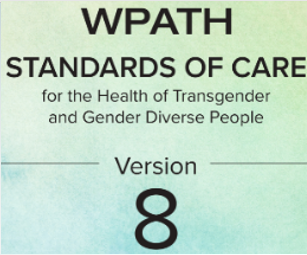 WPATH
STANDARDS OF CARE
for the Health of Transgender
and Gender Diverse People
Version
8